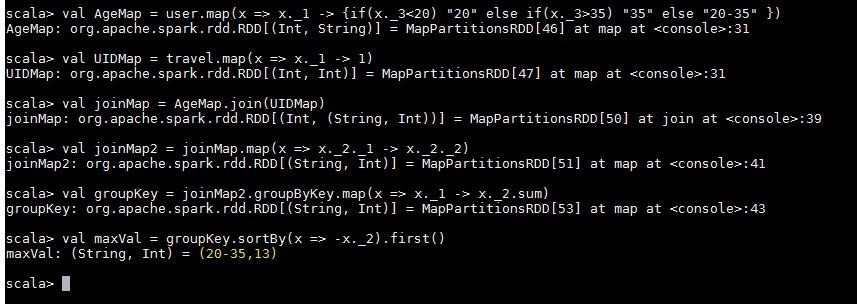 scala> val AgeMap = user.map(x => x._1 -> {if(x._3<20) "20" else if(x._3>35) "35" else "20-35" })
AgeMap: org.apache.spark.rdd.RDD[(Int, String)] = MapPartitionsRDD[46] at map at <console>:31
scala> val UIDMap = travel.map(x => x._1 -> 1)
UIDMap: org.apache.spark.rdd.RDD[(Int, Int)] = MapPartitionsRDD[47] at map at <console>:31
scala> val joinMap = AgeMap.join(UIDMap)
joinMap: org.apache.spark.rdd.RDD[(Int, (String, Int))] = MapPartitionsRDD[50] at join at <console>:39
scala> val joinMap2 = joinMap.map(x => x._2._1 -> x._2._2)
joinMap2: org.apache.spark.rdd.RDD[(String, Int)] = MapPartitionsRDD[51] at map at <console>:41
scala> val groupKey = joinMap2.groupByKey.map(x => x._1 -> x._2.sum)
groupKey: org.apache.spark.rdd.RDD[(String, Int)] = MapPartitionsRDD[53] at map at <console>:43
scala> val maxVal = groupKey.sortBy(x => -x._2).first()
maxVal: (String, Int) = (20-35,13)
scala>